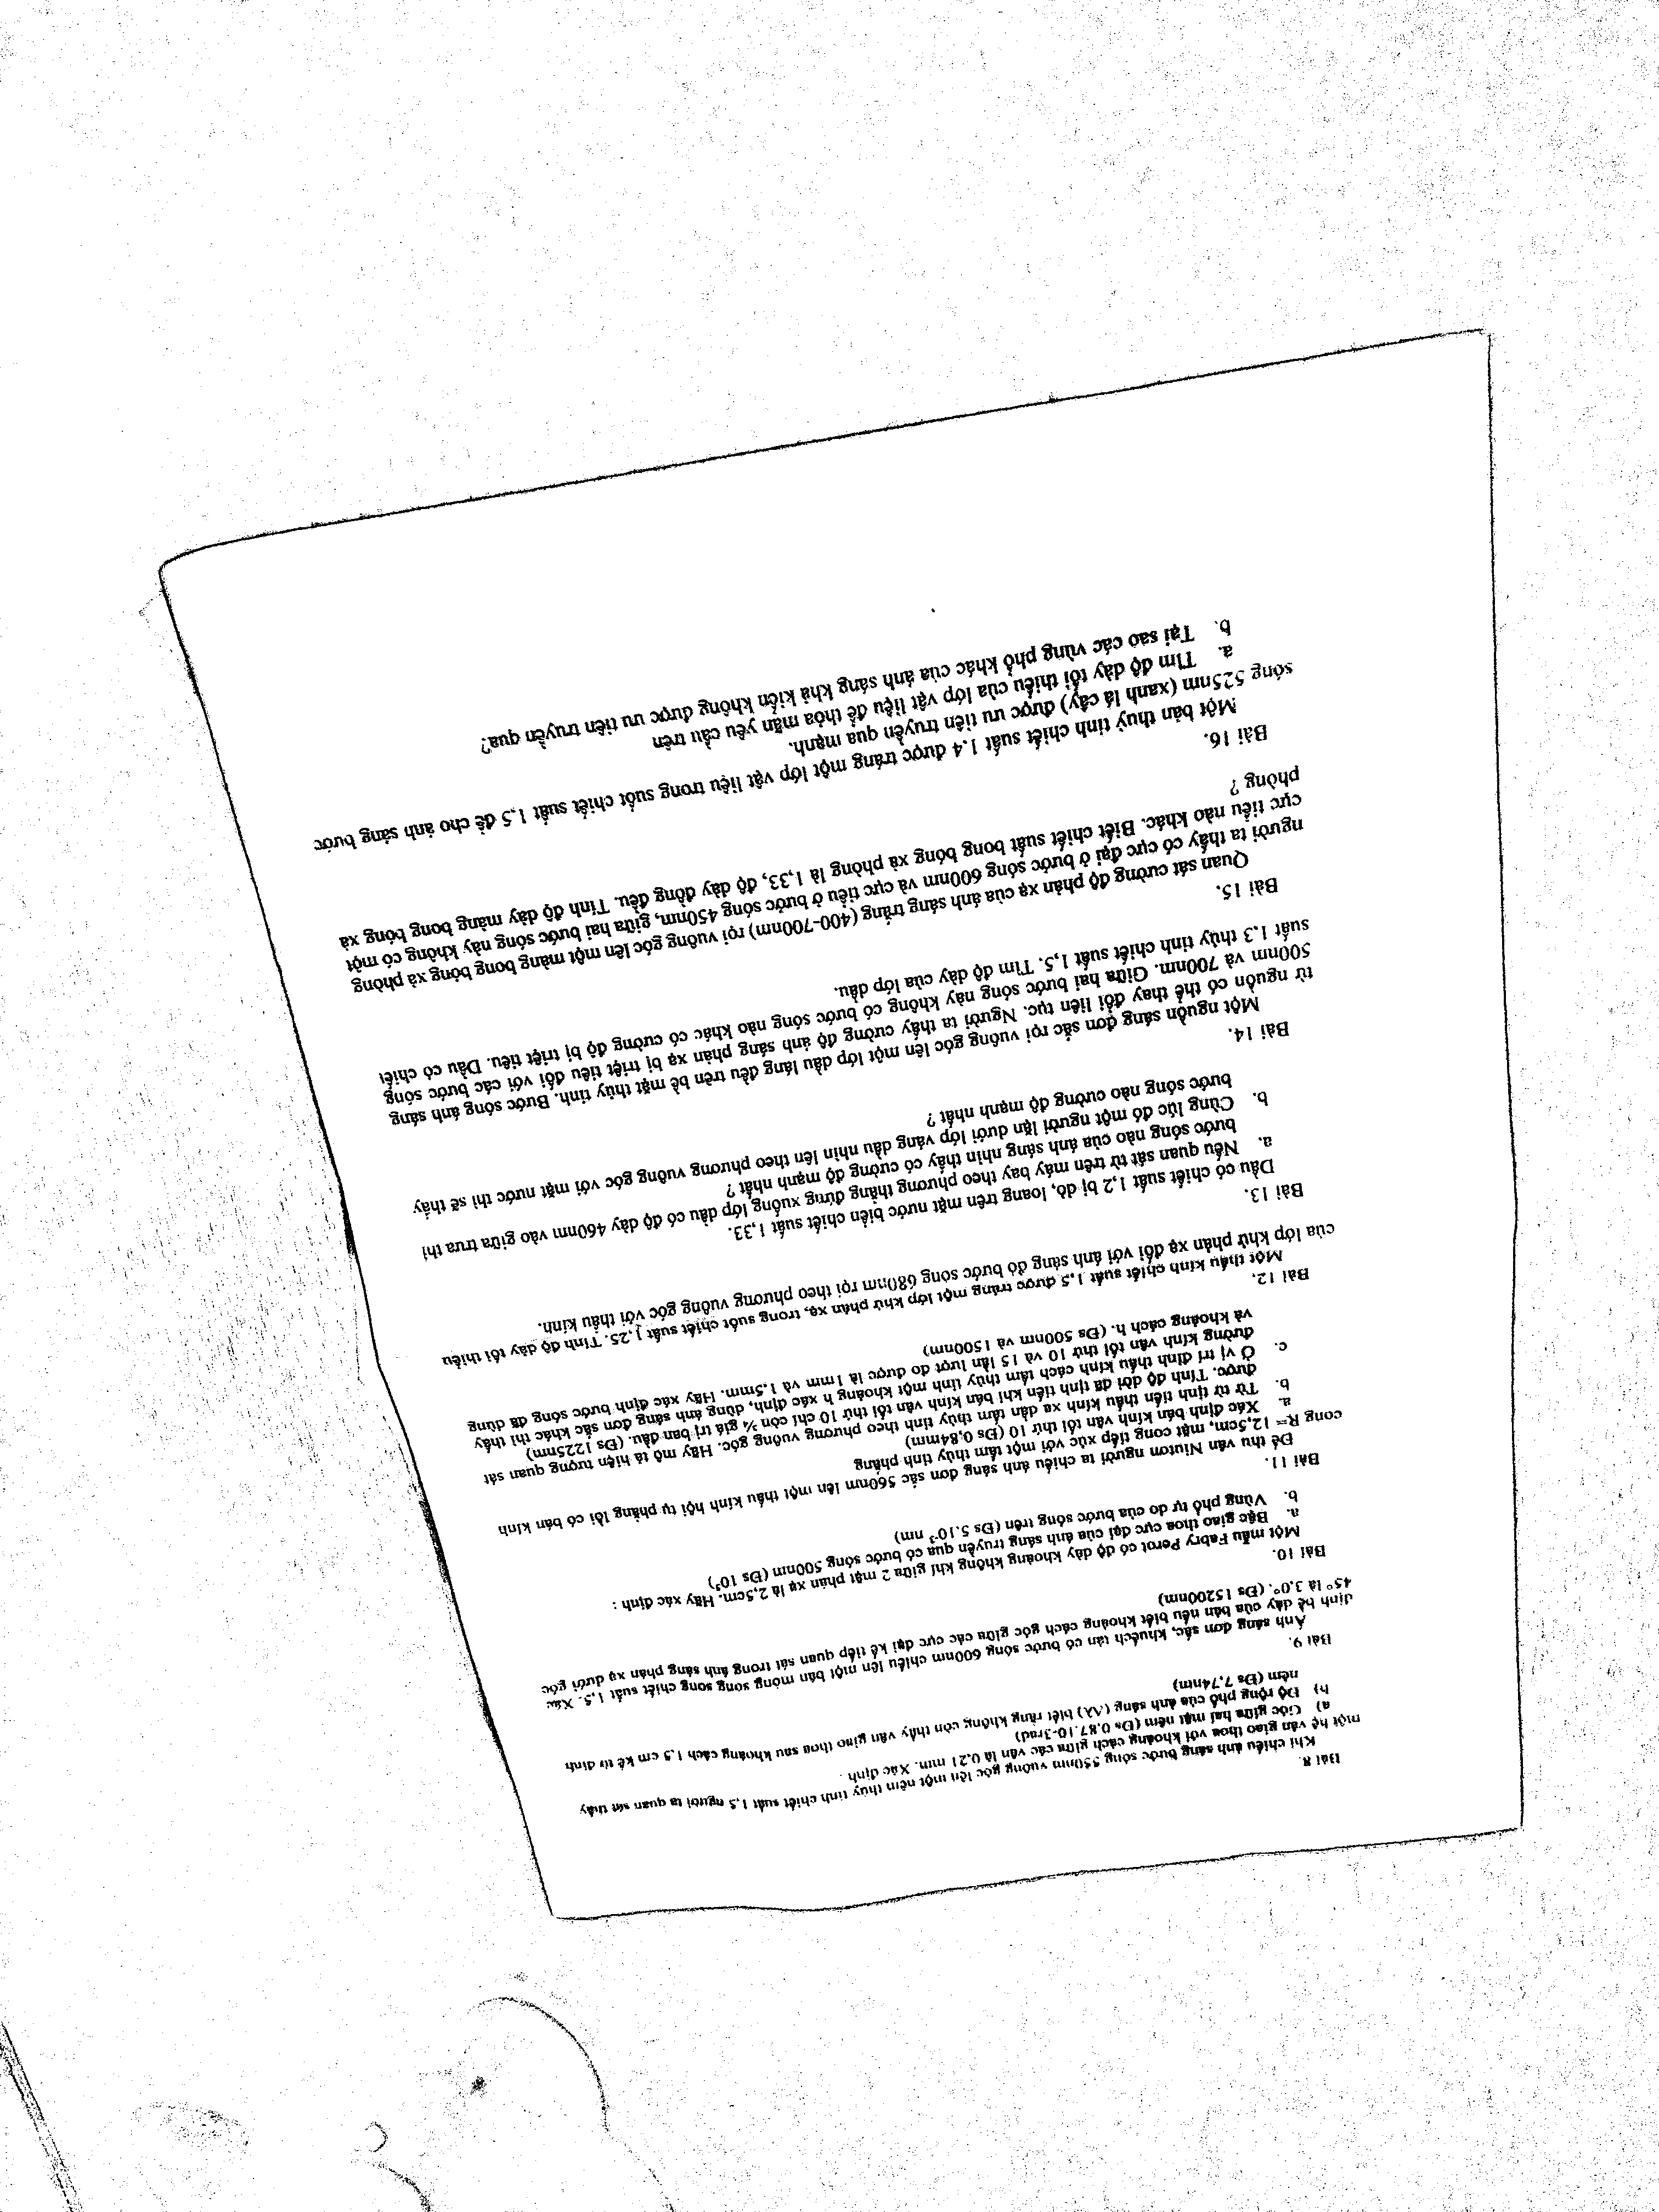 Bài 8.
Khi chiếu ánh sáng bước sóng 550nm vuông góc lên một nêm thủy tinh chiết suất 1,5 người ta quan sát thấy
một hệ vân giao thoa với khoảng cách giữa các vân là 0,21 mm. Xác định .
a) Góc giữa hai mặt nêm (Đs 0,87.10-3rad)
b) Độ rộng phổ của ánh sáng (Δλ) biết rằng không còn thấy vân giao thoa sau khoảng cách 1,5 cm kể từ đỉnh
nêm (Đs 7,74nm)
Bài 9.
Ánh sáng đơn sắc, khuếch tán có bước sóng 600nm chiếu lên một bản mỏng song song chiết suất 1,5. Xác
định bề dày của bản nếu biết khoảng cách góc giữa các cực đại kế tiếp quan sát trong ánh sáng phản xạ dưới góc
45° là 3,0°. (Đs 15200nm)
Bài 10.
Một mẫu Fabry Perot có độ dày khoảng không khí giữa 2 mặt phản xạ là 2,5cm. Hãy xác định :
a. Bậc giao thoa cực đại của ánh sáng truyền qua có bước sóng 500nm (Đs 10⁵)
b. Vùng phổ tự do của bước sóng trên (Đs 5.10⁻³ nm)
Bài 11.
Để thu vân Niutơn người ta chiếu ánh sáng đơn sắc 560nm lên một thấu kính hội tụ phẳng lồi có bán kính
cong R= 12,5cm, mặt cong tiếp xúc với một tấm thủy tinh phẳng
a. Xác định bán kính vân tối thứ 10 (Đs 0,84mm)
b. Từ từ tịnh tiến thấu kính xa dần tấm thủy tinh theo phương vuông góc. Hãy mô tả hiện tượng quan sát
được. Tính độ dời đã tịnh tiến khi bán kính vân tối thứ 10 chỉ còn ¾ giá trị ban đầu. (Đs 1225nm)
c. Ở vị trí đỉnh thấu kính cách tấm thủy tinh một khoảng h xác định, dùng ánh sáng đơn sắc khác thì thấy
đường kính vân tối thứ 10 và 15 lần lượt đo được là 1mm và 1,5mm. Hãy xác định bước sóng đã dùng
và khoảng cách h. (Đs 500nm và 1500nm)
Bài 12.
Một thấu kính chiết suất 1,5 được tráng một lớp khử phản xạ, trong suốt chiết suất 1,25. Tính độ dày tối thiểu
của lớp khử phản xạ đối với ánh sáng đỏ bước sóng 680nm rọi theo phương vuông góc với thấu kính.
Bài 13.
Dầu có chiết suất 1,2 bị đổ, loang trên mặt nước biển chiết suất 1,33.
a. Nếu quan sát từ trên máy bay theo phương thẳng đứng xuống lớp dầu có độ dày 460nm vào giữa trưa thì
bước sóng nào của ánh sáng nhìn thấy có cường độ mạnh nhất ?
b. Cùng lúc đó một người lặn dưới lớp váng dầu nhìn lên theo phương vuông góc với mặt nước thì sẽ thấy
bước sóng nào cường độ mạnh nhất ?
Bài 14.
Một nguồn sáng đơn sắc rọi vuông góc lên một lớp dầu láng đều trên bề mặt thủy tinh. Bước sóng ánh sáng
từ nguồn có thể thay đổi liên tục. Người ta thấy cường độ ánh sáng phản xạ bị triệt tiêu đối với các bước sóng
500nm và 700nm. Giữa hai bước sóng này không có bước sóng nào khác có cường độ bị triệt tiêu. Dầu có chiết
suất 1,3 thủy tinh chiết suất 1,5. Tìm độ dày của lớp dầu.
Bài 15.
Quan sát cường độ phản xạ của ánh sáng trắng (400-700nm) rọi vuông góc lên một màng bong bóng xà phòng
người ta thấy có cực đại ở bước sóng 600nm và cực tiểu ở bước sóng 450nm, giữa hai bước sóng này không có một
cực tiểu nào khác. Biết chiết suất bong bóng xà phòng là 1,33, độ dày đồng đều. Tính độ dày màng bong bóng xà
phòng ?
Bài 16.
Một bản thuỷ tinh chiết suất 1.4 được tráng một lớp vật liệu trong suốt chiết suất 1.5 để cho ánh sáng bước
sóng 525nm (xanh lá cây) được ưu tiên truyền qua mạnh.
a. Tìm độ dày tối thiểu của lớp vật liệu để thỏa mãn yêu cầu trên
b. Tại sao các vùng phổ khác của ánh sáng khả kiến không được ưu tiên truyền qua?